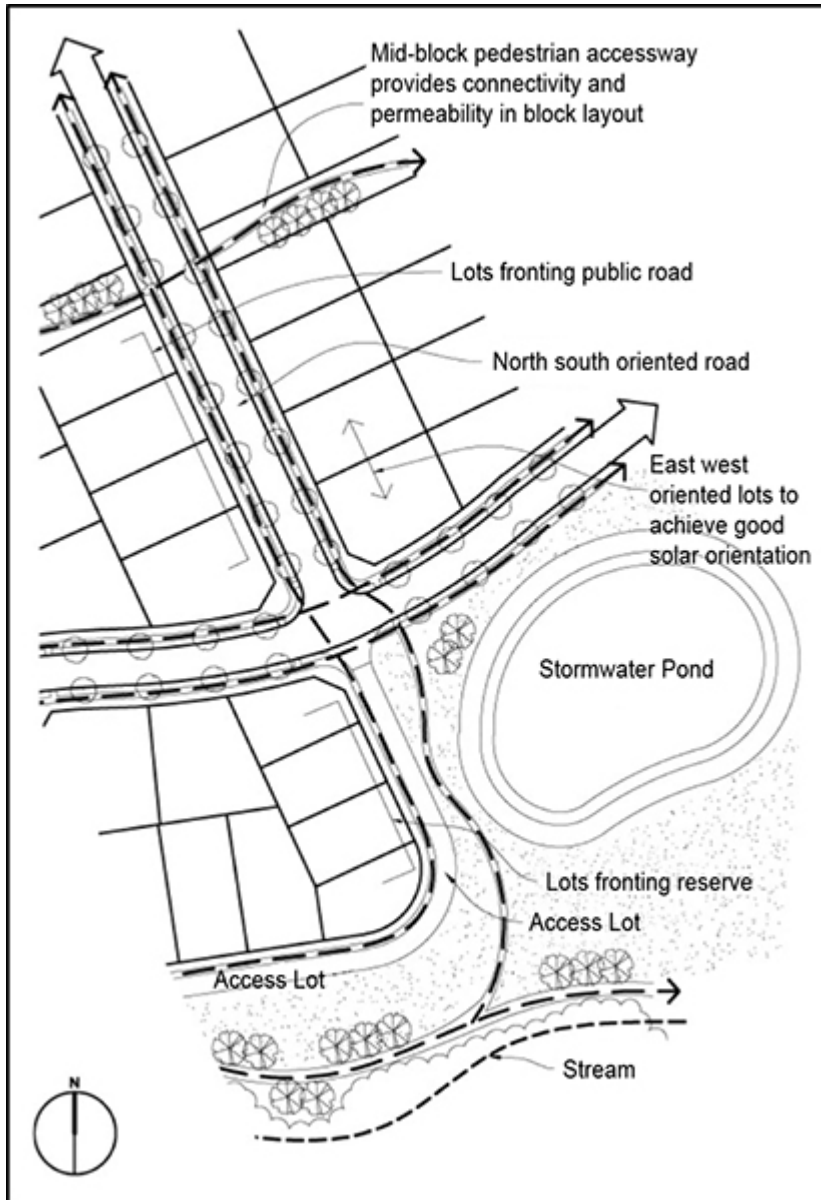 Mid-block pedestrian accessway
provides connectivity and
permeability in block layout
Lots fronting public road
North south oriented road
East west
oriented lots to
achieve good
solar orientation
Stormwater Pond
Lots fronting reserve
Access Lot
Access Lot
Stream
N